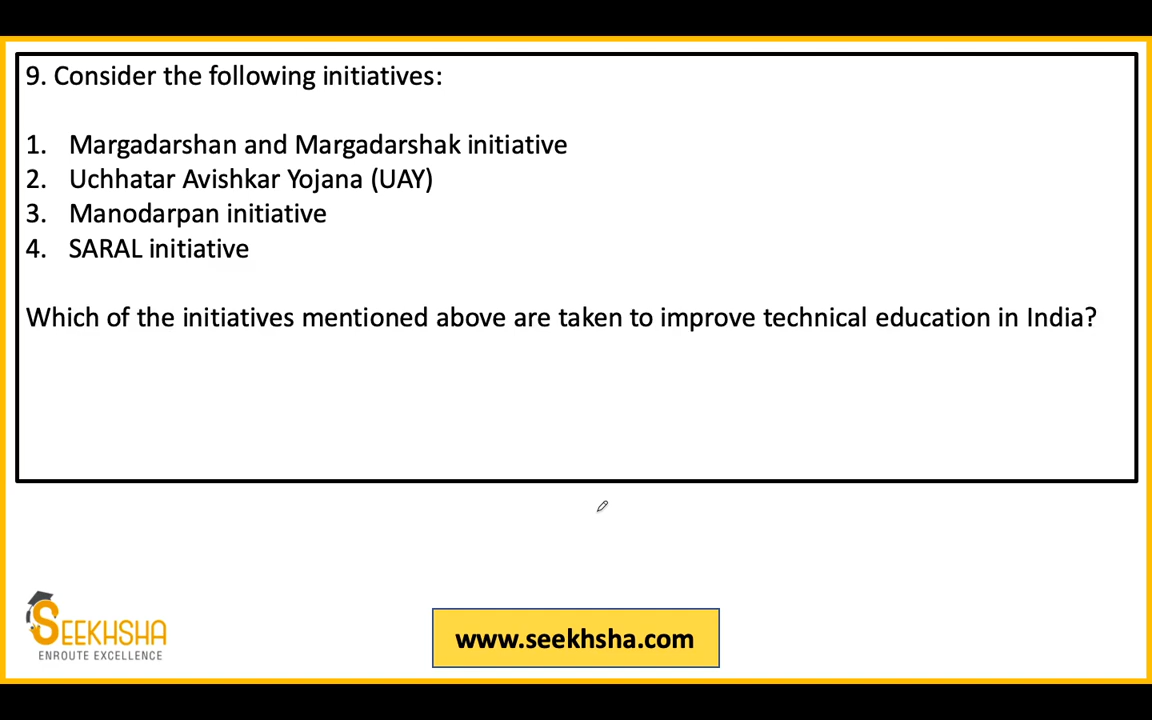 9. Consider the following initiatives:
1. Margadarshan and Margadarshak initiative
2. Uchhatar Avishkar Yojana (UAY)
3. Manodarpan initiative
4. SARAL initiative
Which of the initiatives mentioned above are taken to improve technical education in India?
SEEKHSHA
ENROUTE EXCELLENCE
www.seekhsha.com